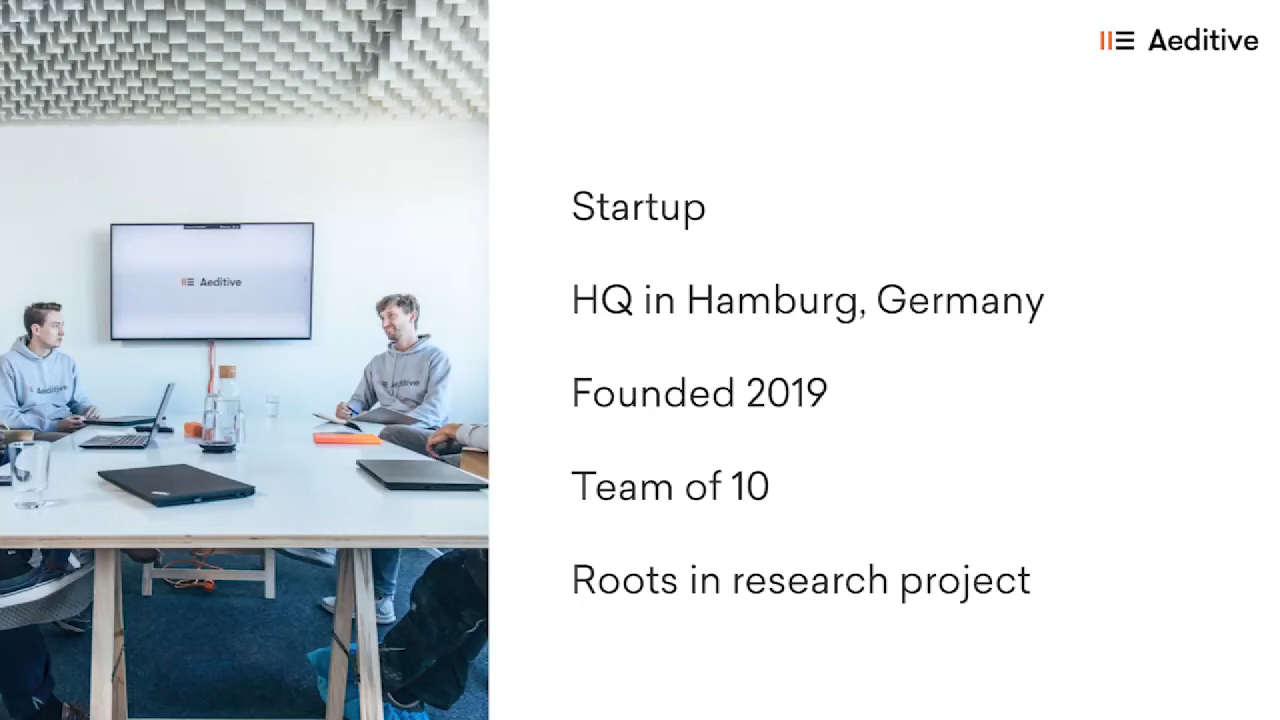 Aeditive
Startup
HQ in Hamburg, Germany
Founded 2019
Team of 10
Roots in research project
Aeditive
Aeditive
Aeditive